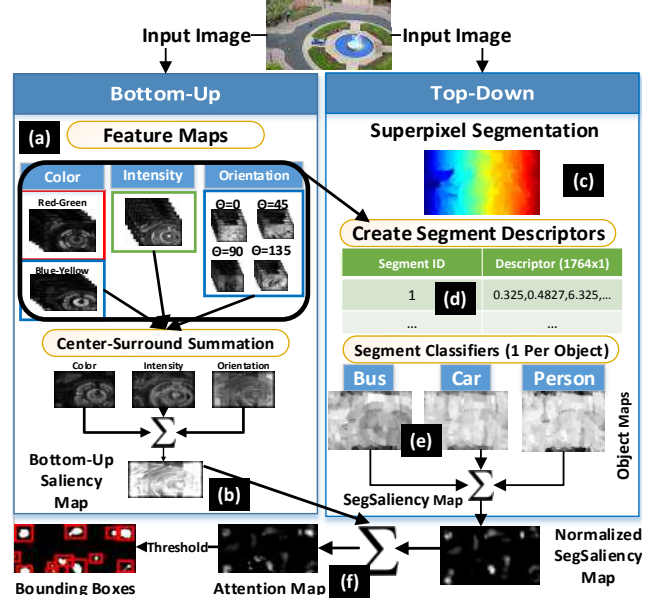 Input Image
Input Image
Bottom-Up
Top-Down
(a)
Feature Maps
Color
Intensity
Orientation
Red-Green
Blue-Yellow
Θ=0
Θ=45
Θ=90
Θ=135
Center-Surround Summation
Color
Intensity
Orientation
Σ
Bottom-Up
Saliency
Map
(b)
Superpixel Segmentation
(c)
Create Segment Descriptors
Segment ID
Descriptor (1764x1)
1
(d)
0.325,0.4827,6.325,...
...
...
Segment Classifiers (1 Per Object)
Bus
Car
Person
Object Maps
(e)
SegSaliency Map
Σ
Threshold
Σ
Normalized
SegSaliency
Map
Bounding Boxes
Attention Map
(f)